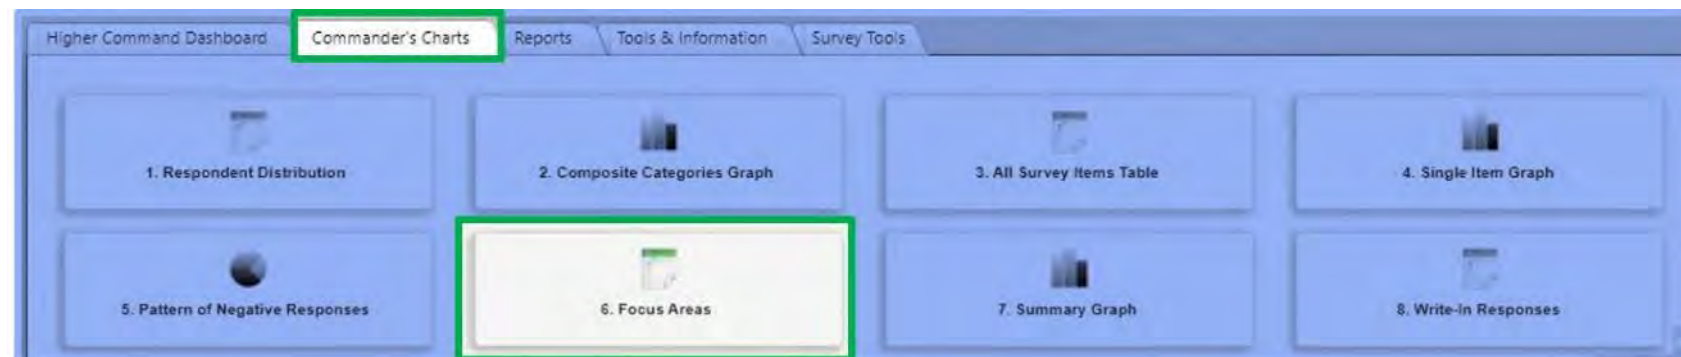 Higher Command Dashboard Commander's Charts Reports Tools & Information Survey Tools
1. Respondent Distribution 2. Composite Categories Graph 3. All Survey Items Table 4. Single Item Graph
5. Pattern of Negative Responses 6. Focus Areas 7. Summary Graph 8. Write-In Responses